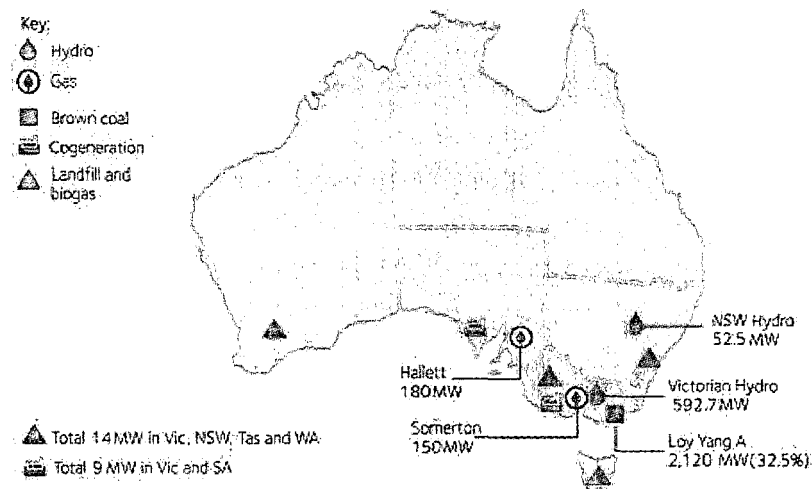 Key:
Hydro
Gas
Brown coal
Cogeneration
Landfill and
biogas
NSW Hydro
52.5 MW
Hallett
180MW
Victorian Hydro
592.7MW
Somerton
150MW
Loy Yang A
2,120 MW(32.5%)
Total 14MW in Vic, NSW, Tas and WA
Total 9 MW in Vic and SA